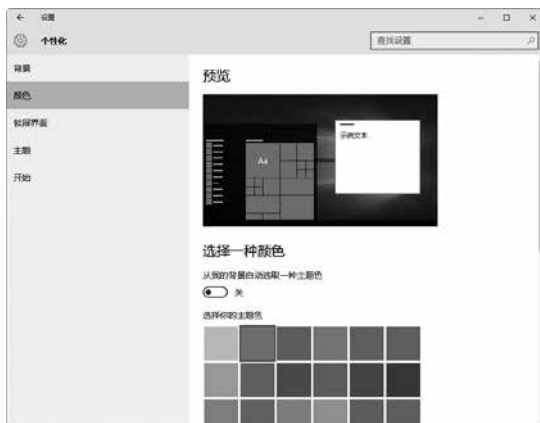 设置
个性化
查找设置
背景
颜色
锁屏界面
主题
开始
预览
示例文本
Aa
选择一种颜色
从我的背景自动选取一种主题色
关
选择你的主题色